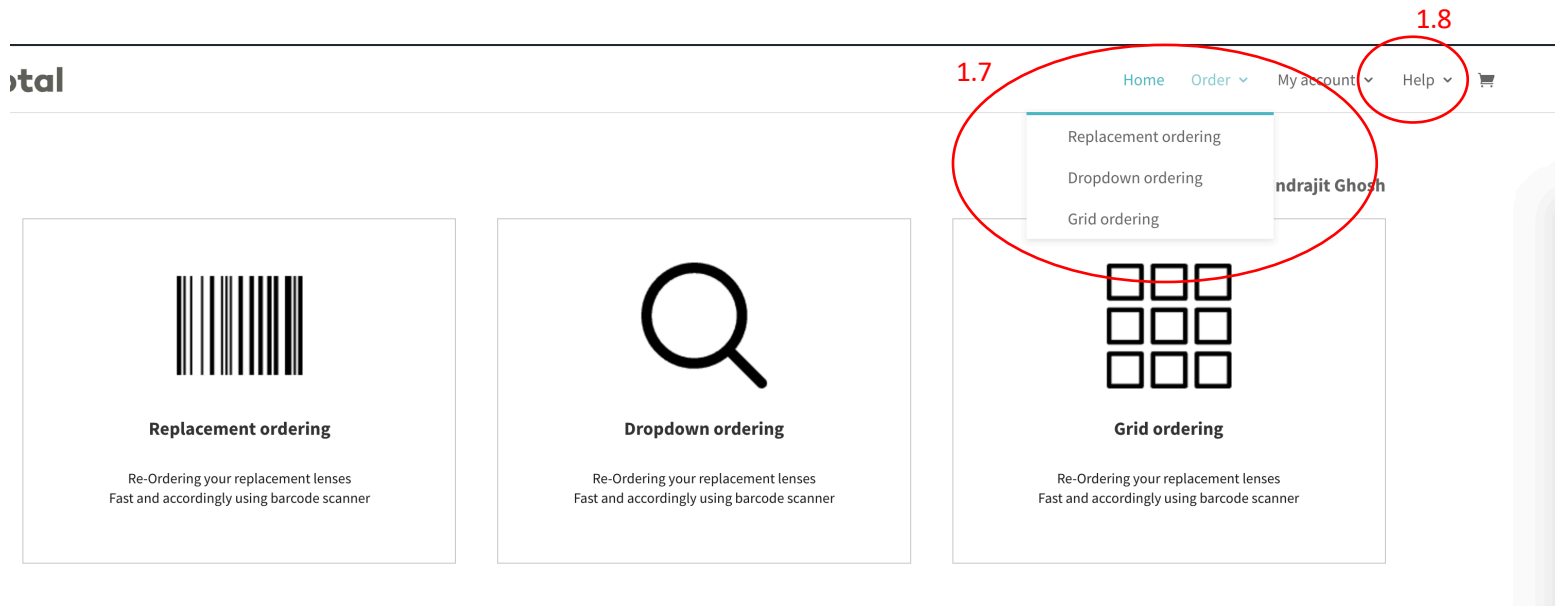 1.8
1.7
Home Order My account Help
Replacement ordering
Dropdown ordering
Grid ordering
Ghosh
Replacement ordering
Re-Ordering your replacement lenses
Fast and accordingly using barcode scanner
Dropdown ordering
Re-Ordering your replacement lenses
Fast and accordingly using barcode scanner
Grid ordering
Re-Ordering your replacement lenses
Fast and accordingly using barcode scanner